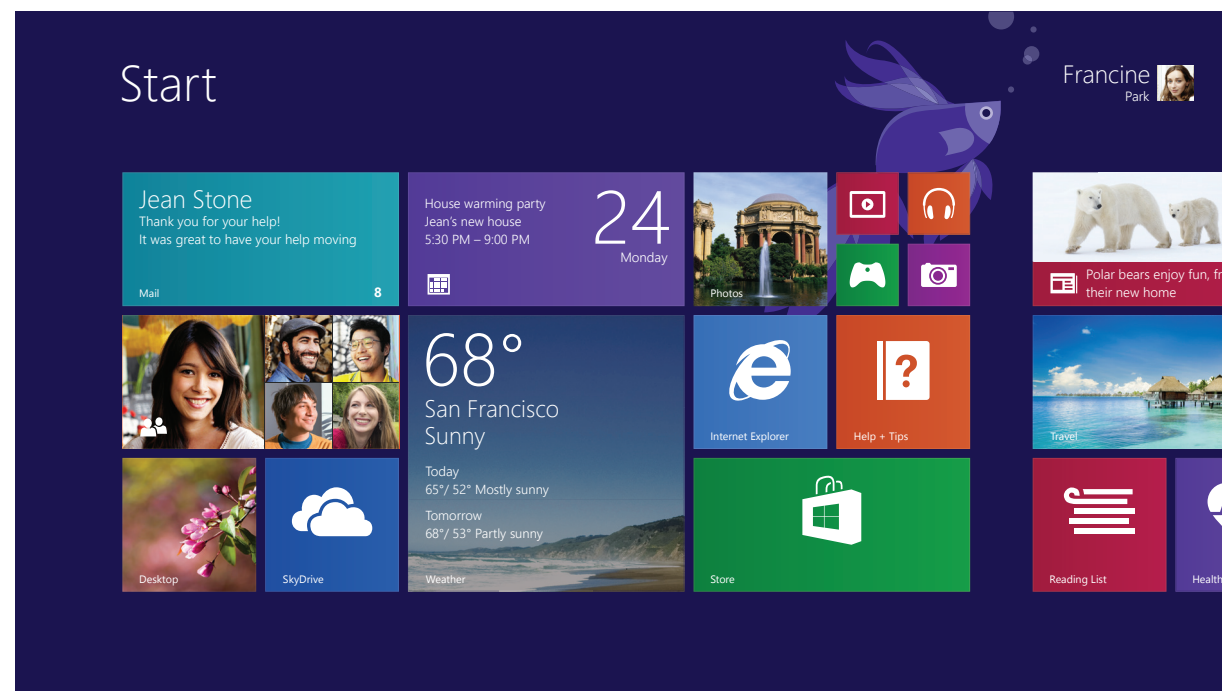 Start
Francine
Park
Jean Stone
Thank you for your help!
It was great to have your help moving
Mail
8
House warming party
Jean's new house
5:30 PM – 9:00 PM
24
Monday
Photos
Polar bears enjoy fun,
their new home
68°
San Francisco
Sunny
Today
65°/ 52° Mostly sunny
Tomorrow
68°/ 53° Partly sunny
Weather
Internet Explorer
?
Help + Tips
Travel
Desktop
SkyDrive
Store
Reading List
Health